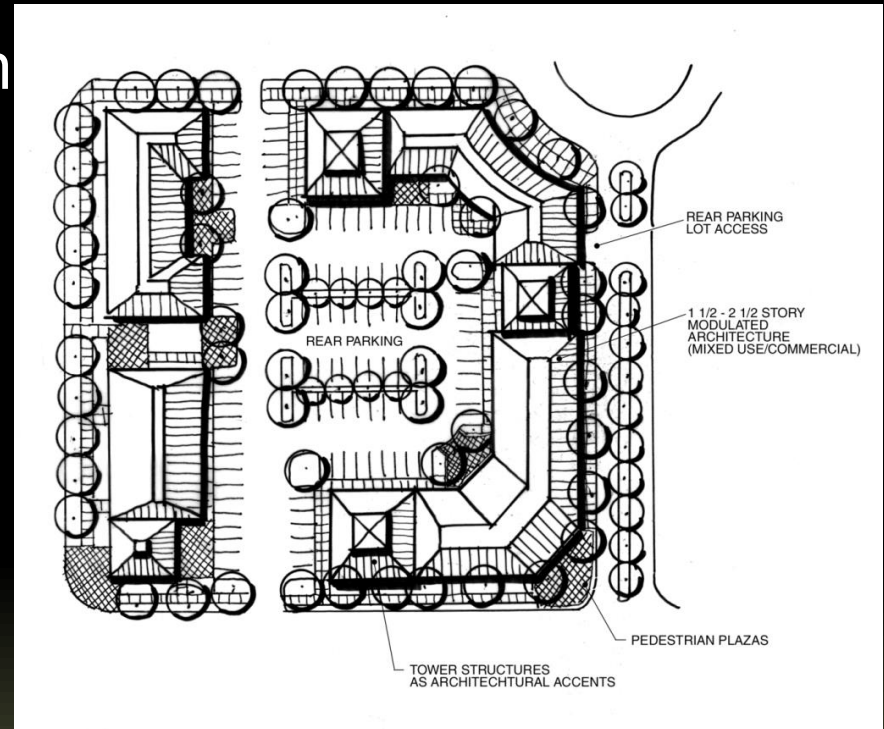 REAR PARKING
LOT ACCESS
1 1/2 - 2 1/2 STORY
MODULATED
ARCHITECTURE
(MIXED USE/COMMERCIAL)
REAR PARKING
PEDESTRIAN PLAZAS
TOWER STRUCTURES
AS ARCHITECHTURAL ACCENTS